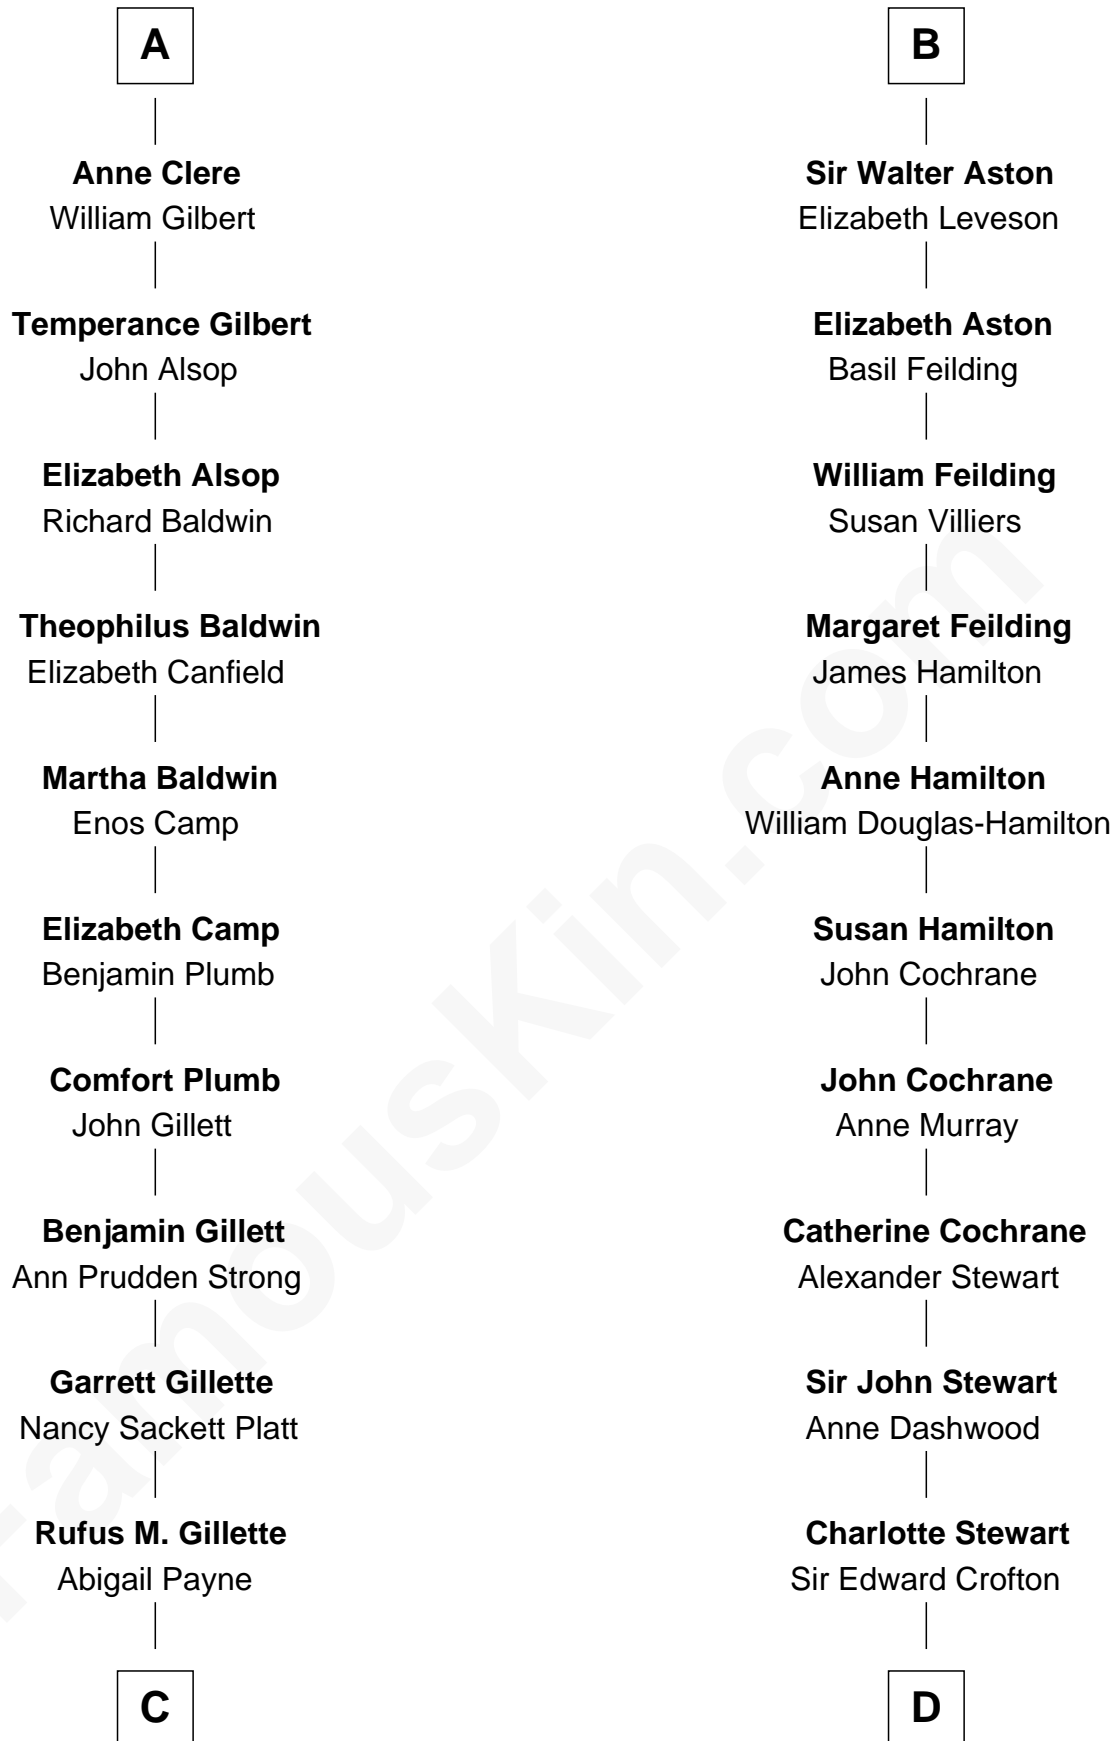 A
Anne Clere
William Gilbert
Temperance Gilbert
John Alsop
Elizabeth Alsop
Richard Baldwin
Theophilus Baldwin
Elizabeth Canfield
Martha Baldwin
Enos Camp
Elizabeth Camp
Benjamin Plumb
Comfort Plumb
John Gillett
Benjamin Gillett
Ann Prudden Strong
Garrett Gillette
Nancy Sackett Platt
Rufus M. Gillette
Abigail Payne
C
B
Sir Walter Aston
Elizabeth Leveson
Elizabeth Aston
Basil Feilding
William Feilding
Susan Villiers
Margaret Feilding
James Hamilton
Anne Hamilton
William Douglas-Hamilton
Susan Hamilton
John Cochrane
John Cochrane
Anne Murray
Catherine Cochrane
Alexander Stewart
Sir John Stewart
Anne Dashwood
Charlotte Stewart
Sir Edward Crofton
D
FamousKin.com